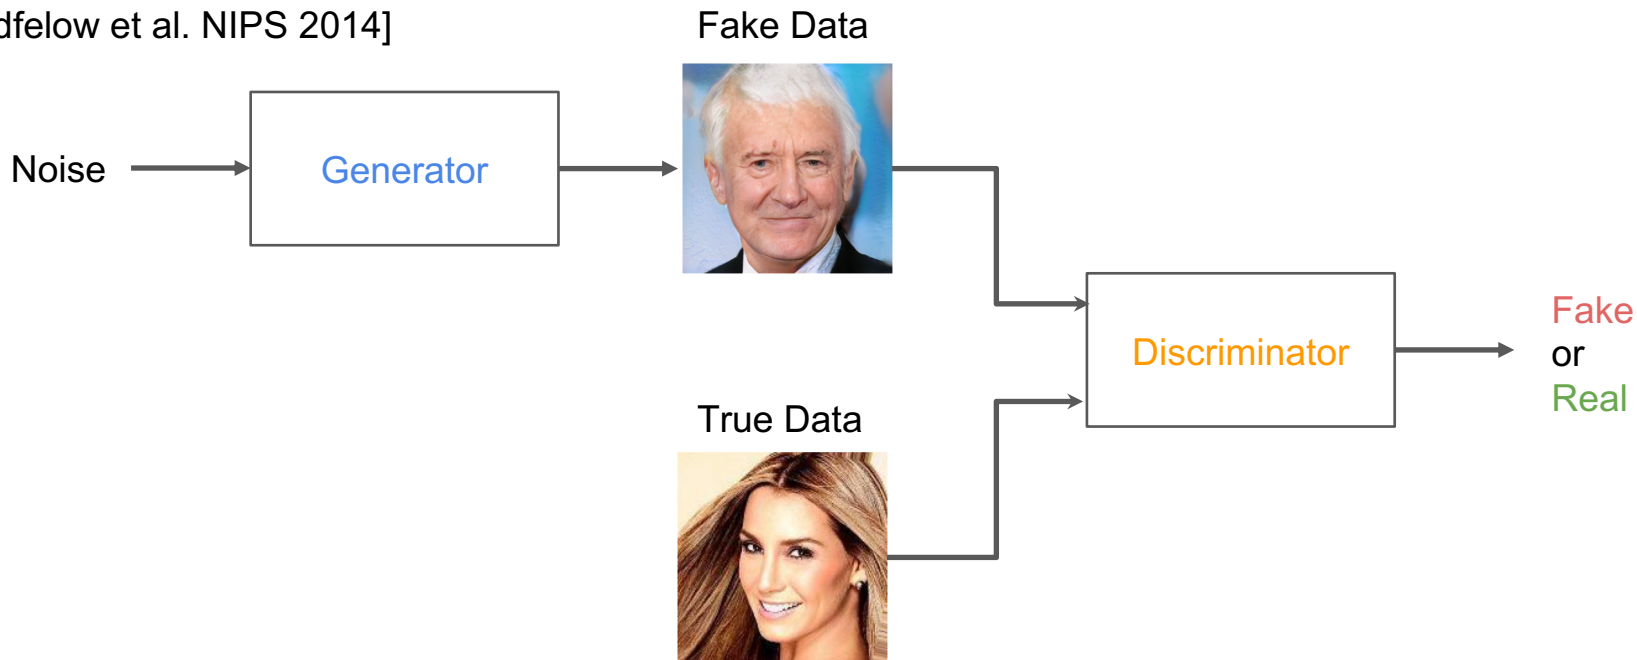 dfelow et al. NIPS 2014]
Fake Data
Noise
Generator
Discriminator
Fake
or
Real
True Data